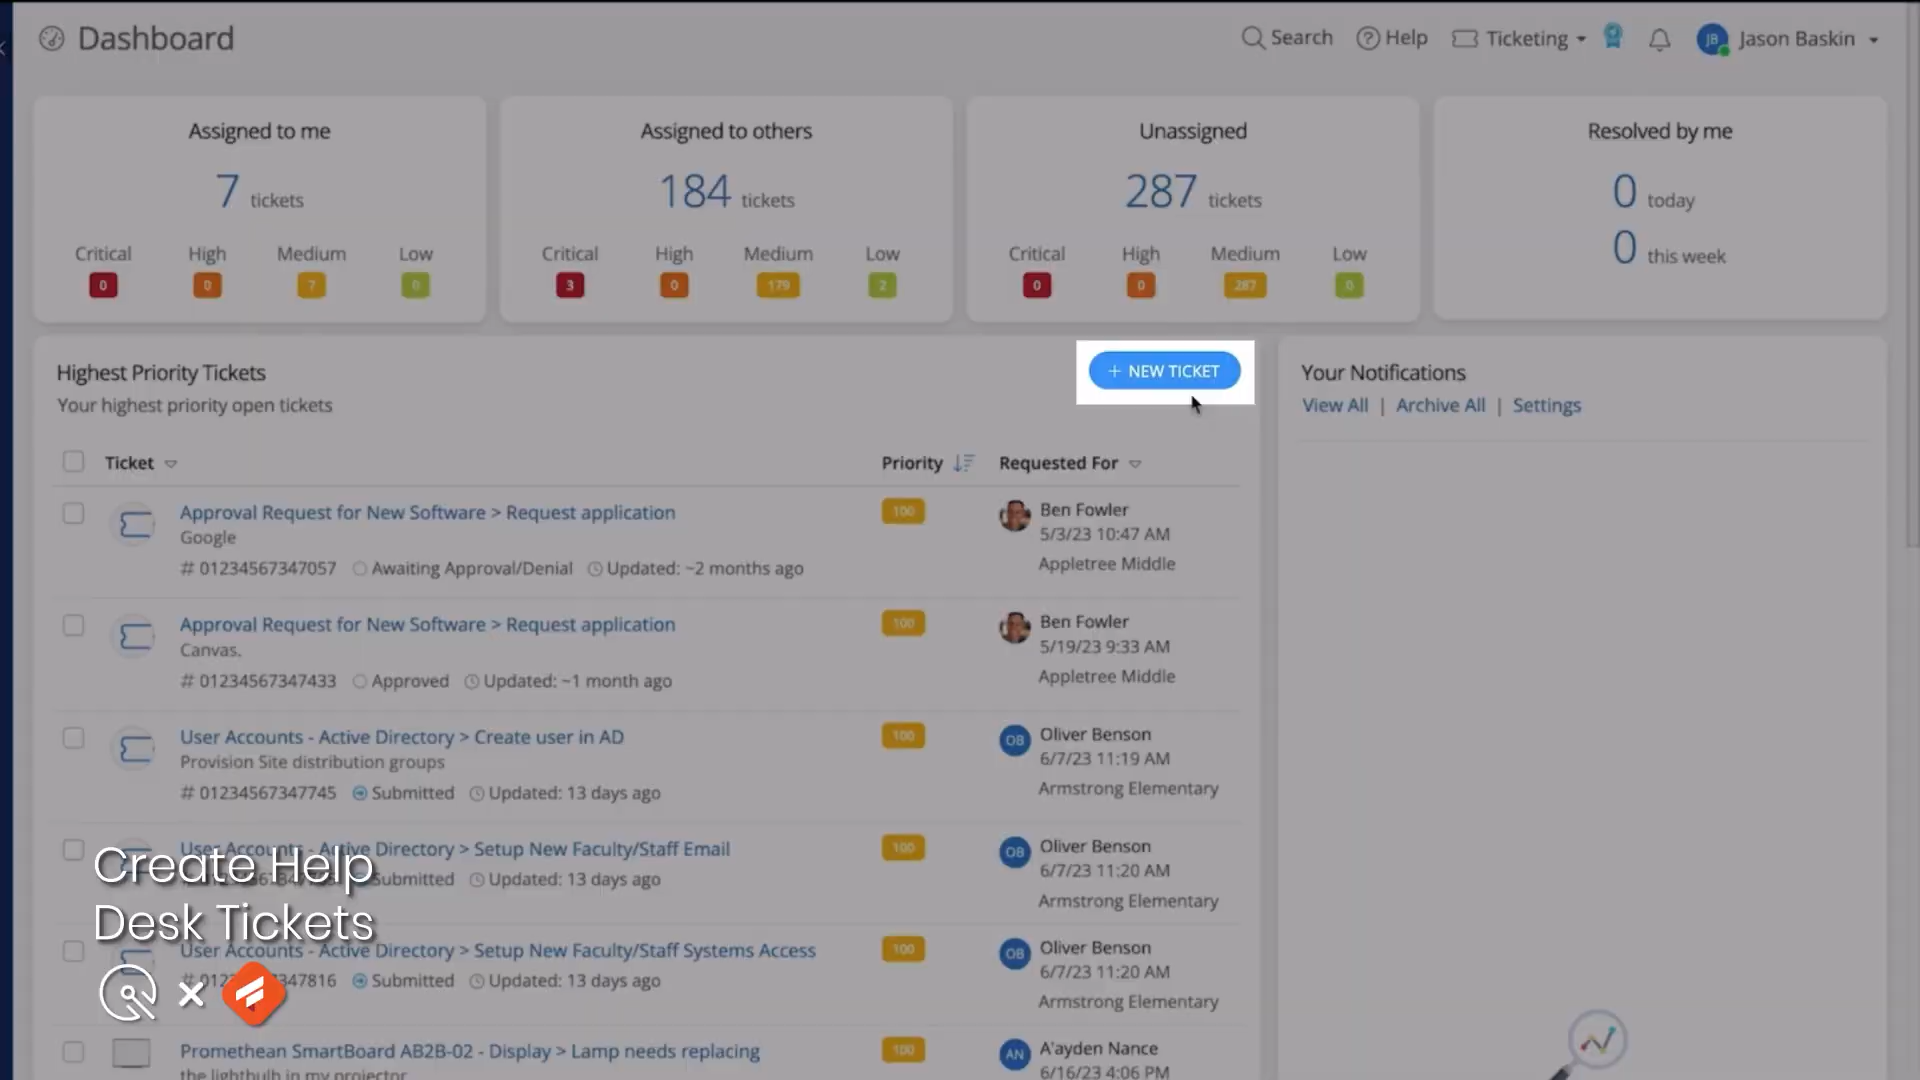 Dashboard
Search
Help
Ticketing
JB
Jason Baskin
Assigned to me
7 tickets
Critical High Medium Low
0 0 7 0
Assigned to others
184 tickets
Critical High Medium Low
3 0 179 2
Unassigned
287 tickets
Critical High Medium Low
0 0 287 0
Resolved by me
0 today
0 this week
Highest Priority Tickets
Your highest priority open tickets
+ NEW TICKET
Your Notifications
View All | Archive All | Settings
Ticket Priority Requested For
Approval Request for New Software > Request application
Google
# 01234567347057 Awaiting Approval/Denial Updated: ~2 months ago
100
Ben Fowler
5/3/23 10:47 AM
Appletree Middle
Approval Request for New Software > Request application
Canvas.
# 01234567347433 Approved Updated: ~1 month ago
100
Ben Fowler
5/19/23 9:33 AM
Appletree Middle
User Accounts - Active Directory > Create user in AD
Provision Site distribution groups
# 01234567347745 Submitted Updated: 13 days ago
100
OB
Oliver Benson
6/7/23 11:19 AM
Armstrong Elementary
User Accounts - Active Directory > Setup New Faculty/Staff Email
Submitted Updated: 13 days ago
100
OB
Oliver Benson
6/7/23 11:20 AM
Armstrong Elementary
User Accounts - Active Directory > Setup New Faculty/Staff Systems Access
Submitted Updated: 13 days ago
100
OB
Oliver Benson
6/7/23 11:20 AM
Armstrong Elementary
Promethean SmartBoard AB2B-02 - Display > Lamp needs replacing
the lightbulb in my projector
100
AN
A'ayden Nance
6/16/23 4:06 PM
Create Help
Desk Tickets
×